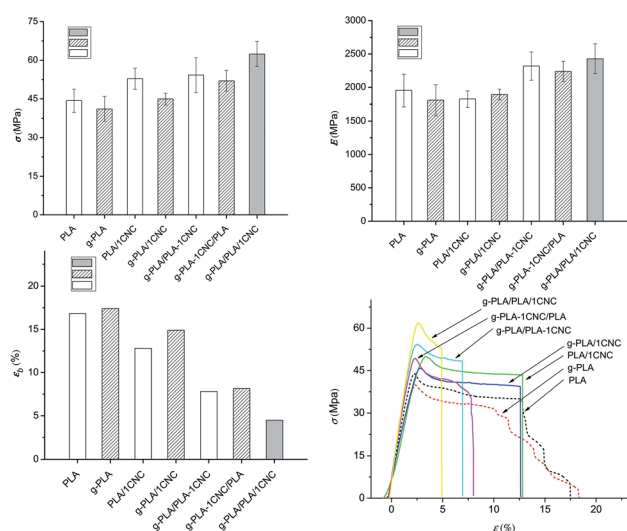 75
60
45
30
15
0
σ (MPa)
PLA
g-PLA
PLA/1CNC
g-PLA/1CNC
g-PLA/PLA-1CNC
g-PLA-1CNC/PLA
g-PLA/PLA/1CNC
3000
2500
2000
1500
1000
500
0
E (MPa)
PLA
g-PLA
PLA/1CNC
g-PLA/1CNC
g-PLA/PLA-1CNC
g-PLA-1CNC/PLA
g-PLA/PLA/1CNC
20
15
10
5
0
εb (%)
PLA
g-PLA
PLA/1CNC
g-PLA/1CNC
g-PLA/PLA-1CNC
g-PLA-1CNC/PLA
g-PLA/PLA/1CNC
60
45
30
15
0
σ (MPa)
g-PLA/PLA/1CNC
g-PLA-1CNC/PLA
g-PLA/PLA-1CNC
g-PLA/1CNC
PLA/1CNC
g-PLA
PLA
0 5 10 15 20
ε(%)